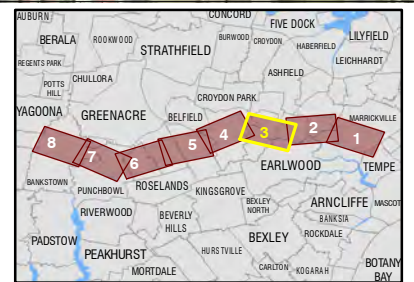 AUBURN
CONCORD
FIVE DOCK
BERALA
ROOKWOOD
BURWOOD
CROYDON
HABERFIELD
LILYFIELD
STRATHFIELD
REGENTS PARK
LEICHHARDT
POTTS
HILL
CHULLORA
ASHFIELD
CROYDON PARK
YAGOONA
GREENACRE
BELFIELD
MARRICKVILLE
8
7
6
5
4
3
2
1
EARLWOOD
TEMPE
BANKSTOWN
PUNCHBOWL
ROSELANDS
KINGSGROVE
RIVERWOOD
BEVERLY
HILLS
BEXLEY
NORTH
ARNCLIFFE
MASCOT
BANKSIA
PADSTOW
PEAKHURST
HURSTVILLE
BEXLEY
ROCKDALE
MORTDALE
CARLTON
KOGARAH
BOTANY
BAY